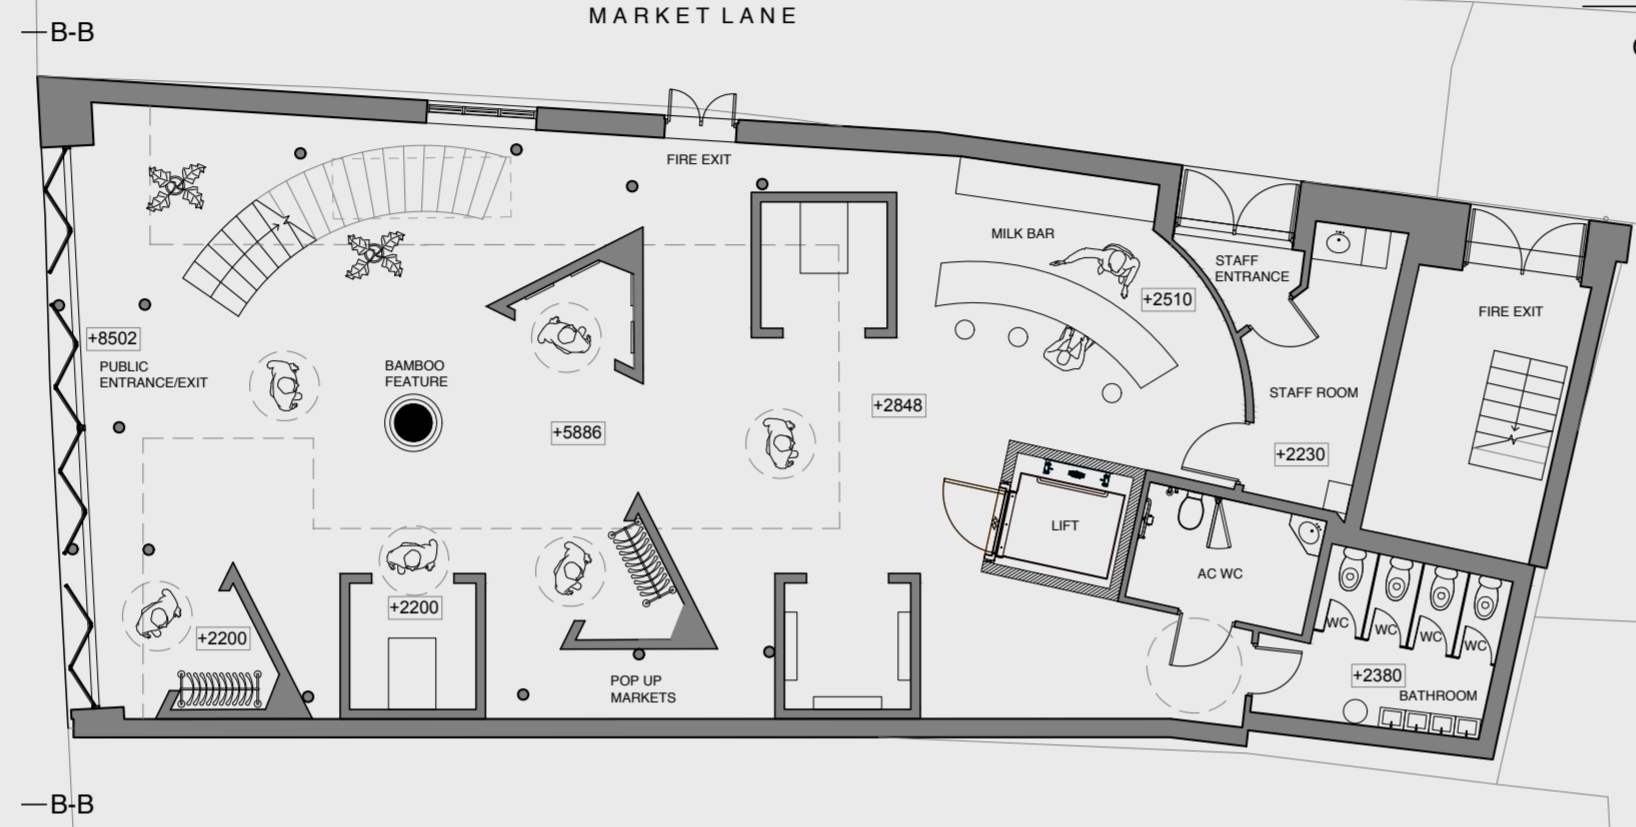 MARKET LANE
B-B
FIRE EXIT
MILK BAR
STAFF
ENTRANCE
+2510
FIRE EXIT
+8502
PUBLIC
ENTRANCE/EXIT
BAMBOO
FEATURE
+5886
+2848
STAFF ROOM
+2230
LIFT
AC WC
+2200
+2200
WC
WC
WC
WC
+2380
BATHROOM
POP UP
MARKETS
B-B